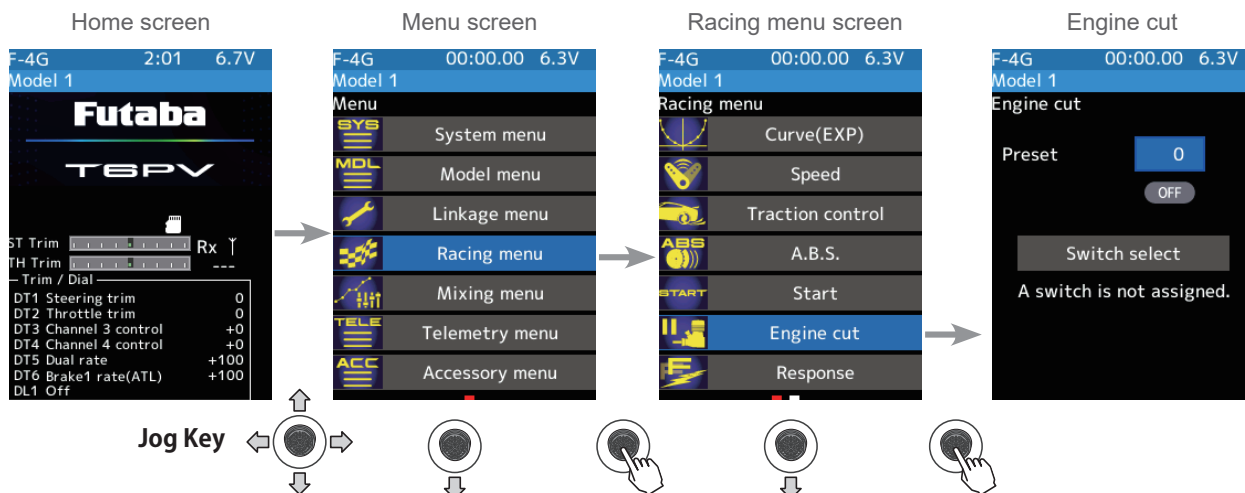 Home screen
Menu screen
Racing menu screen
Engine cut
F-4G 2:01 6.7V
Model 1
Futaba
T6PV
ST Trim
Rx
TH Trim
---
Trim / Dial
DT1 Steering trim 0
DT2 Throttle trim 0
DT3 Channel 3 control +0
DT4 Channel 4 control +0
DT5 Dual rate +100
DT6 Brake1 rate(ATL) +100
DL1 Off
F-4G 00:00.00 6.3V
Model 1
Menu
SYS System menu
MDL Model menu
Linkage menu
Racing menu
Mixing menu
TELE Telemetry menu
ACC Accessory menu
F-4G 00:00.00 6.3V
Model 1
Racing menu
Curve(EXP)
Speed
Traction control
ABS A.B.S.
START Start
Engine cut
Response
F-4G 00:00.00 6.3V
Model 1
Engine cut
Preset 0
OFF
Switch select
A switch is not assigned.
Jog Key